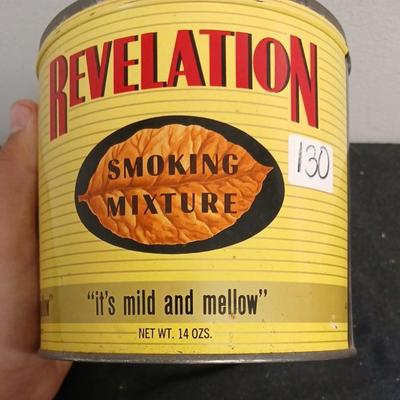 REVELATION
SMOKING
MIXTURE
130
"it's mild and mellow"
NET WT. 14 OZS.